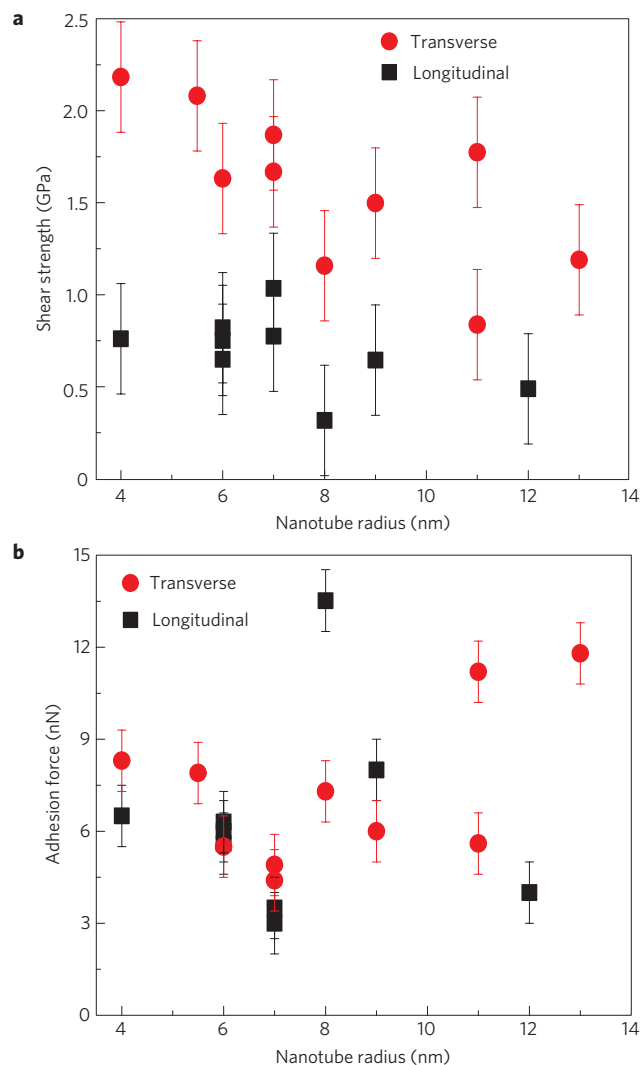 a
2.5
2.0
1.5
1.0
0.5
0
Transverse
Longitudinal
Shear strength (GPa)
4 6 8 10 12 14
Nanotube radius (nm)
b
15
12
9
6
3
0
Transverse
Longitudinal
Adhesion force (nN)
4 6 8 10 12 14
Nanotube radius (nm)